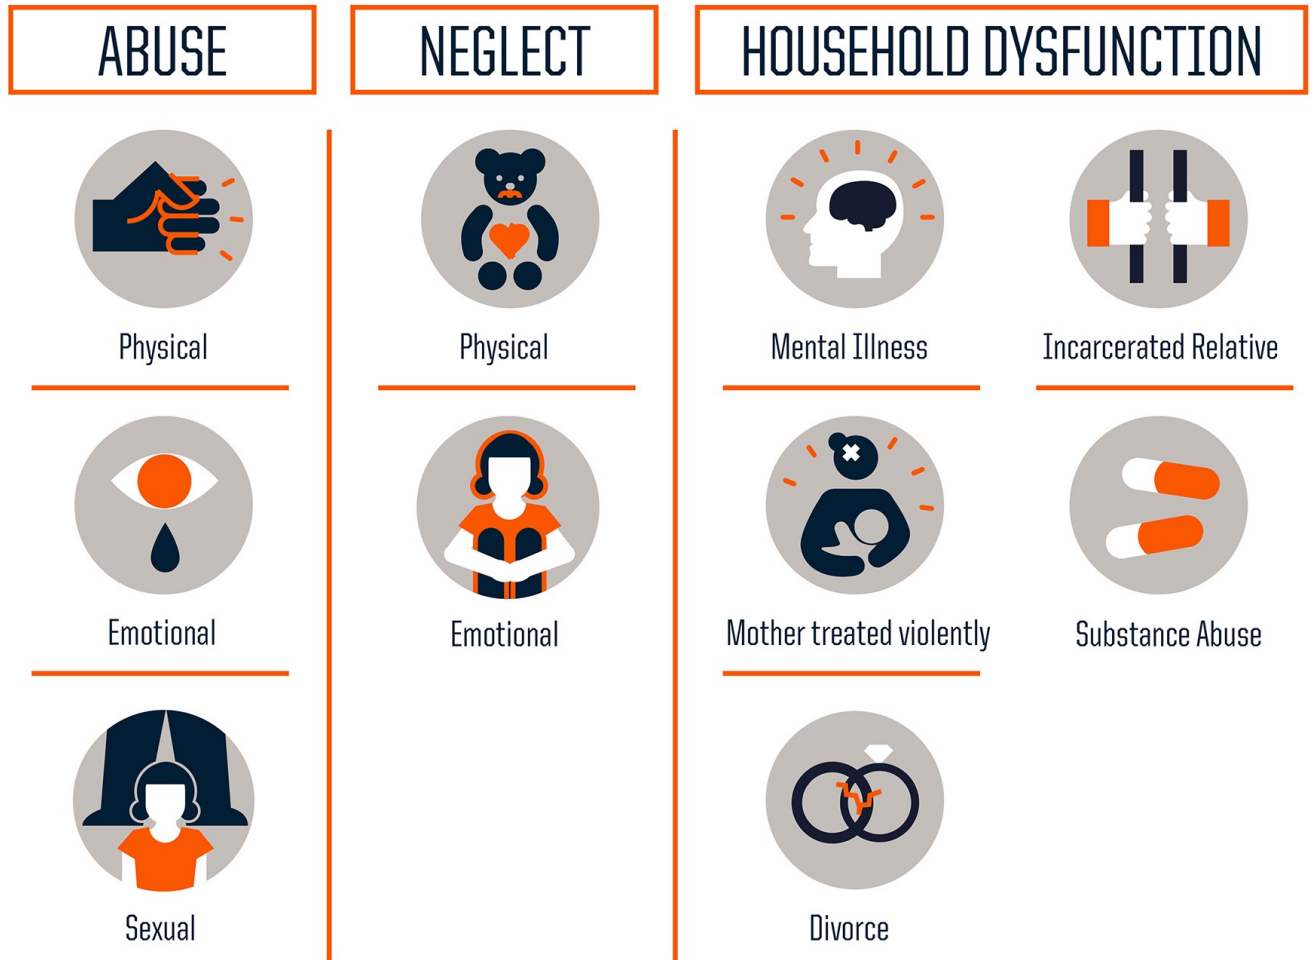 ABUSE
Physical
Emotional
Sexual
NEGLECT
Physical
Emotional
HOUSEHOLD DYSFUNCTION
Mental Illness
Incarcerated Relative
Mother treated violently
Substance Abuse
Divorce